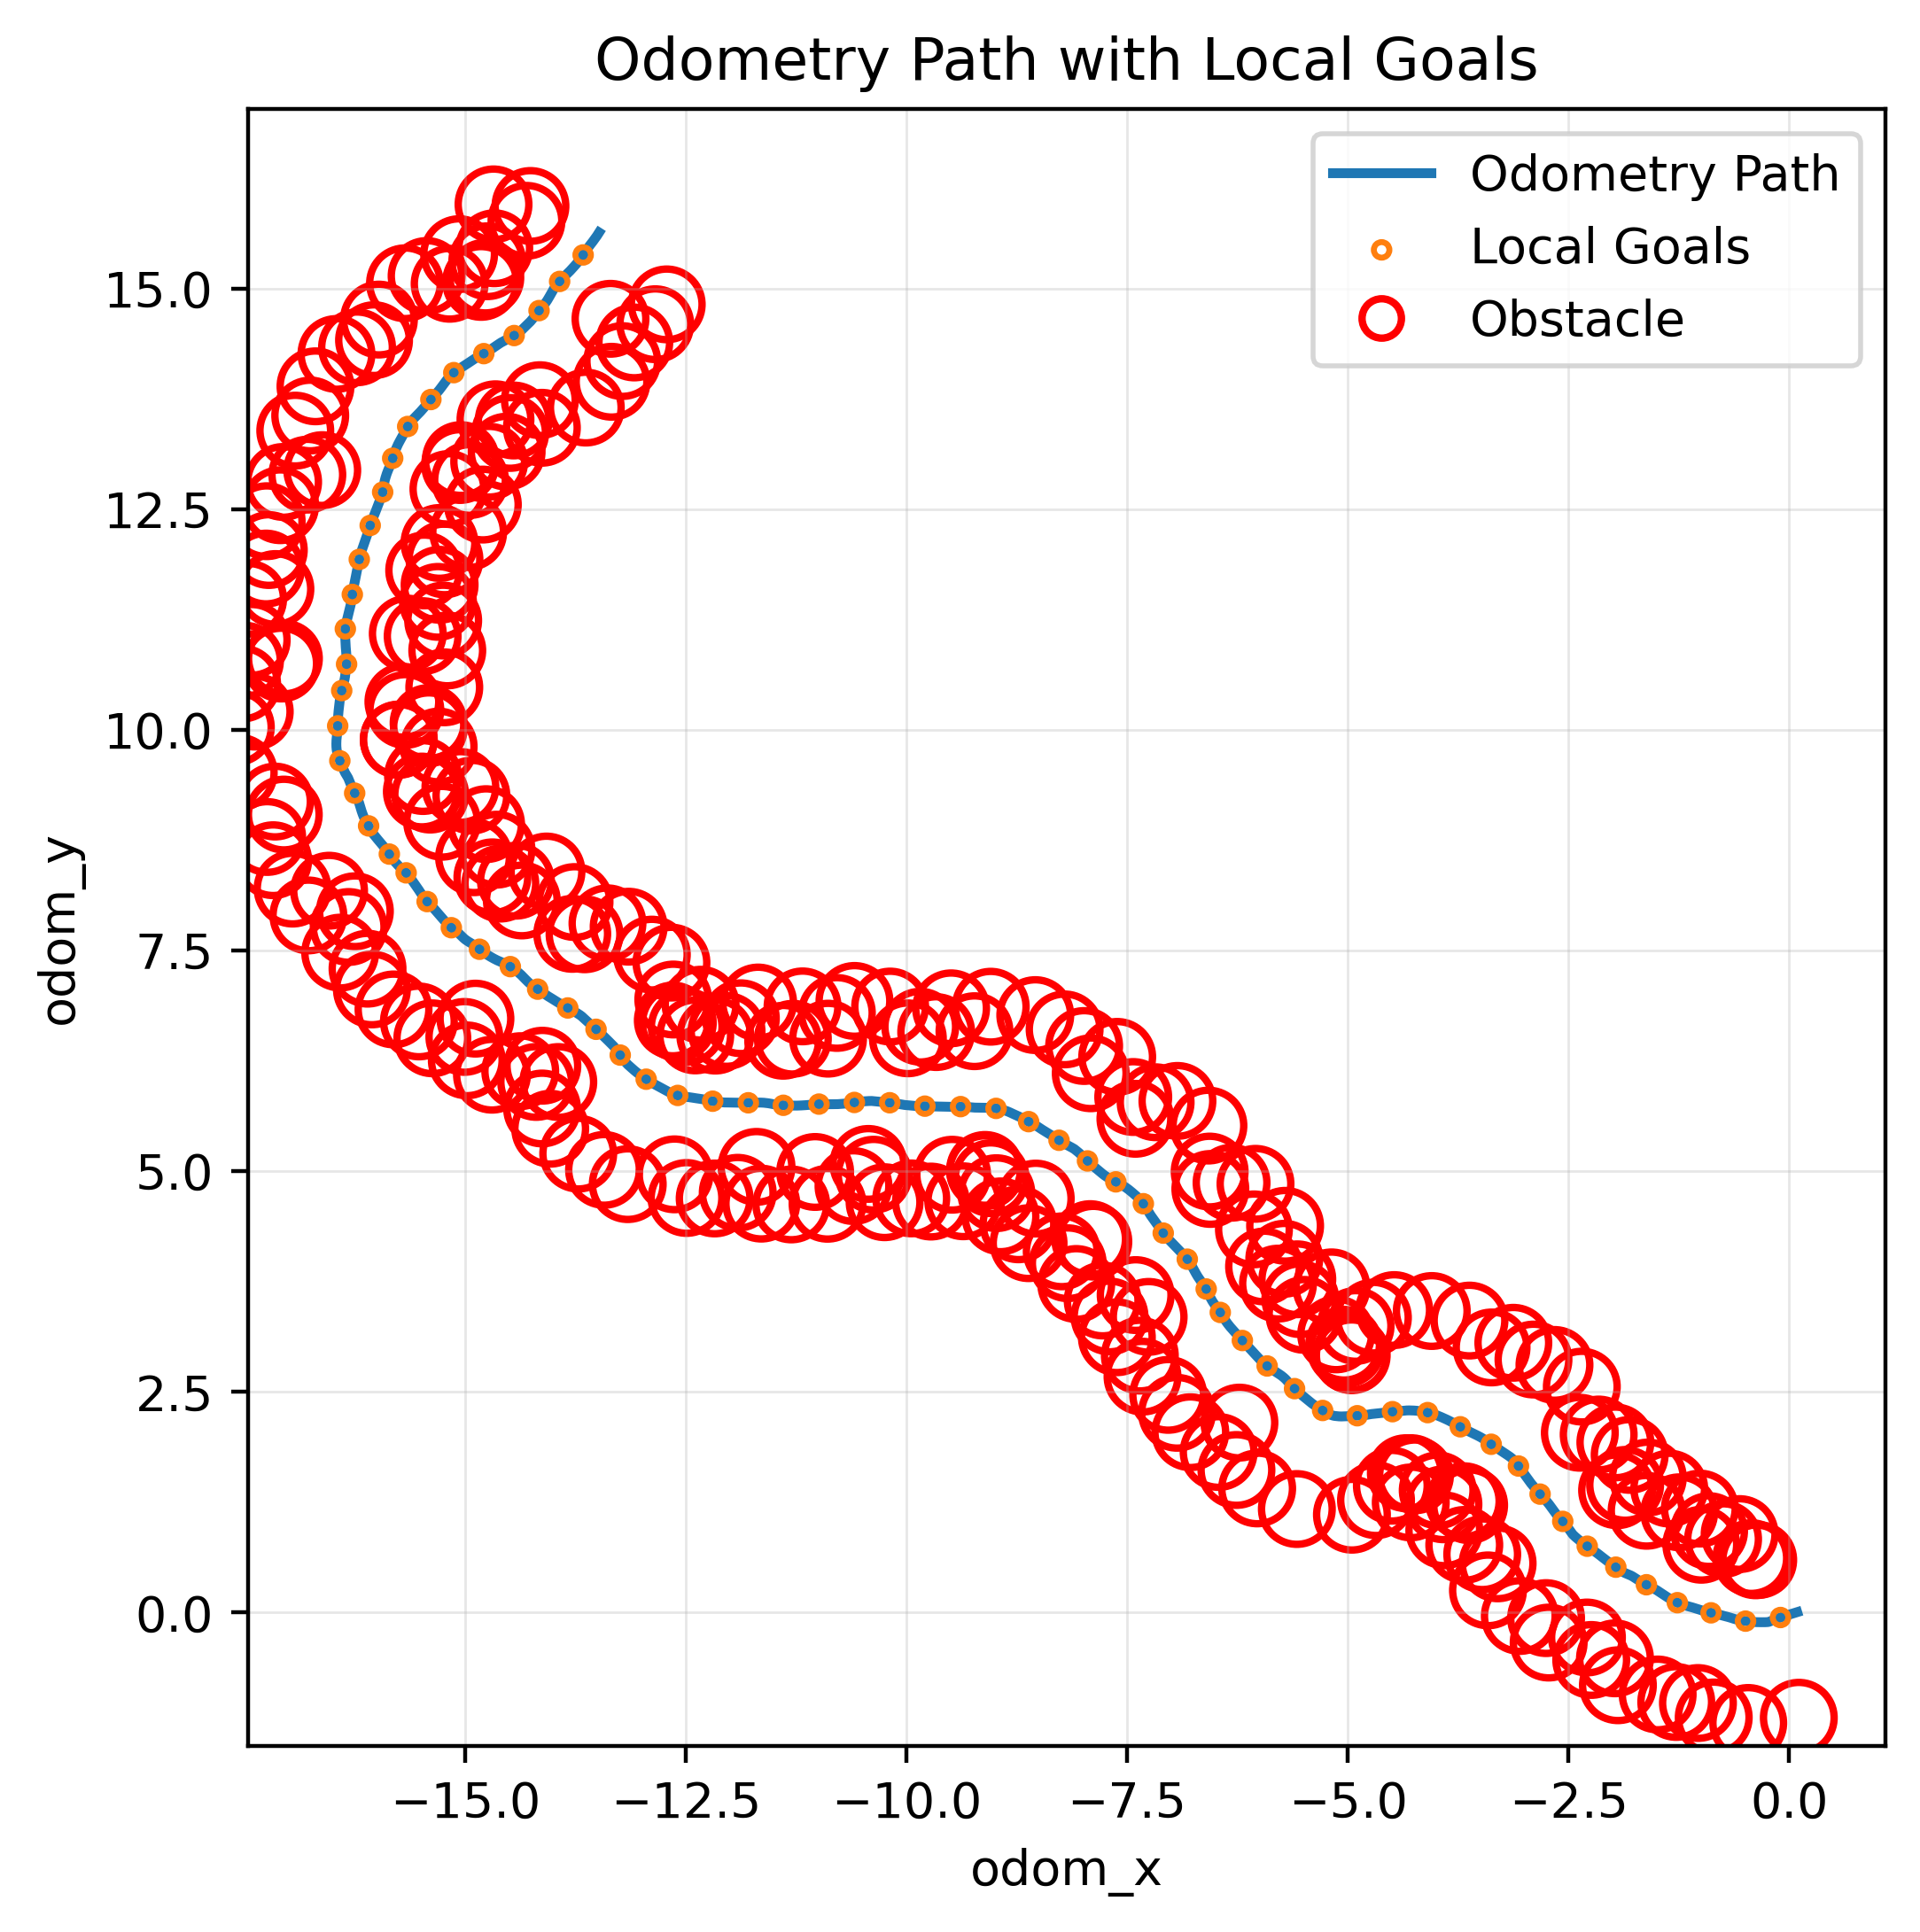 Odometry Path with Local Goals
Odometry Path
Local Goals
Obstacle
15.0
12.5
10.0
7.5
5.0
2.5
0.0
odom_y
−15.0
−12.5
−10.0
−7.5
−5.0
−2.5
0.0
odom_x